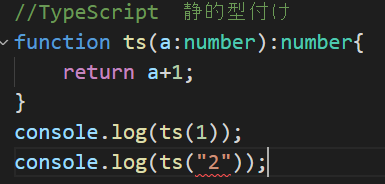 //TypeScript　静的型付け
function ts(a:number):number{
    return a+1;
}
console.log(ts(1));
console.log(ts("2"));